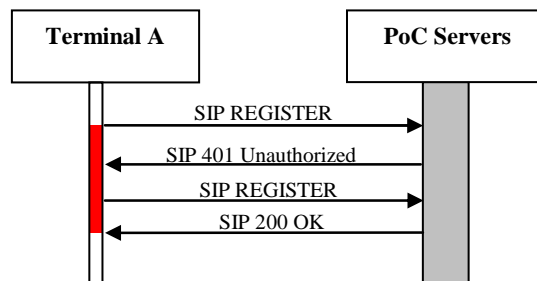 Terminal A
PoC Servers
SIP REGISTER
SIP 401 Unauthorized
SIP REGISTER
SIP 200 OK